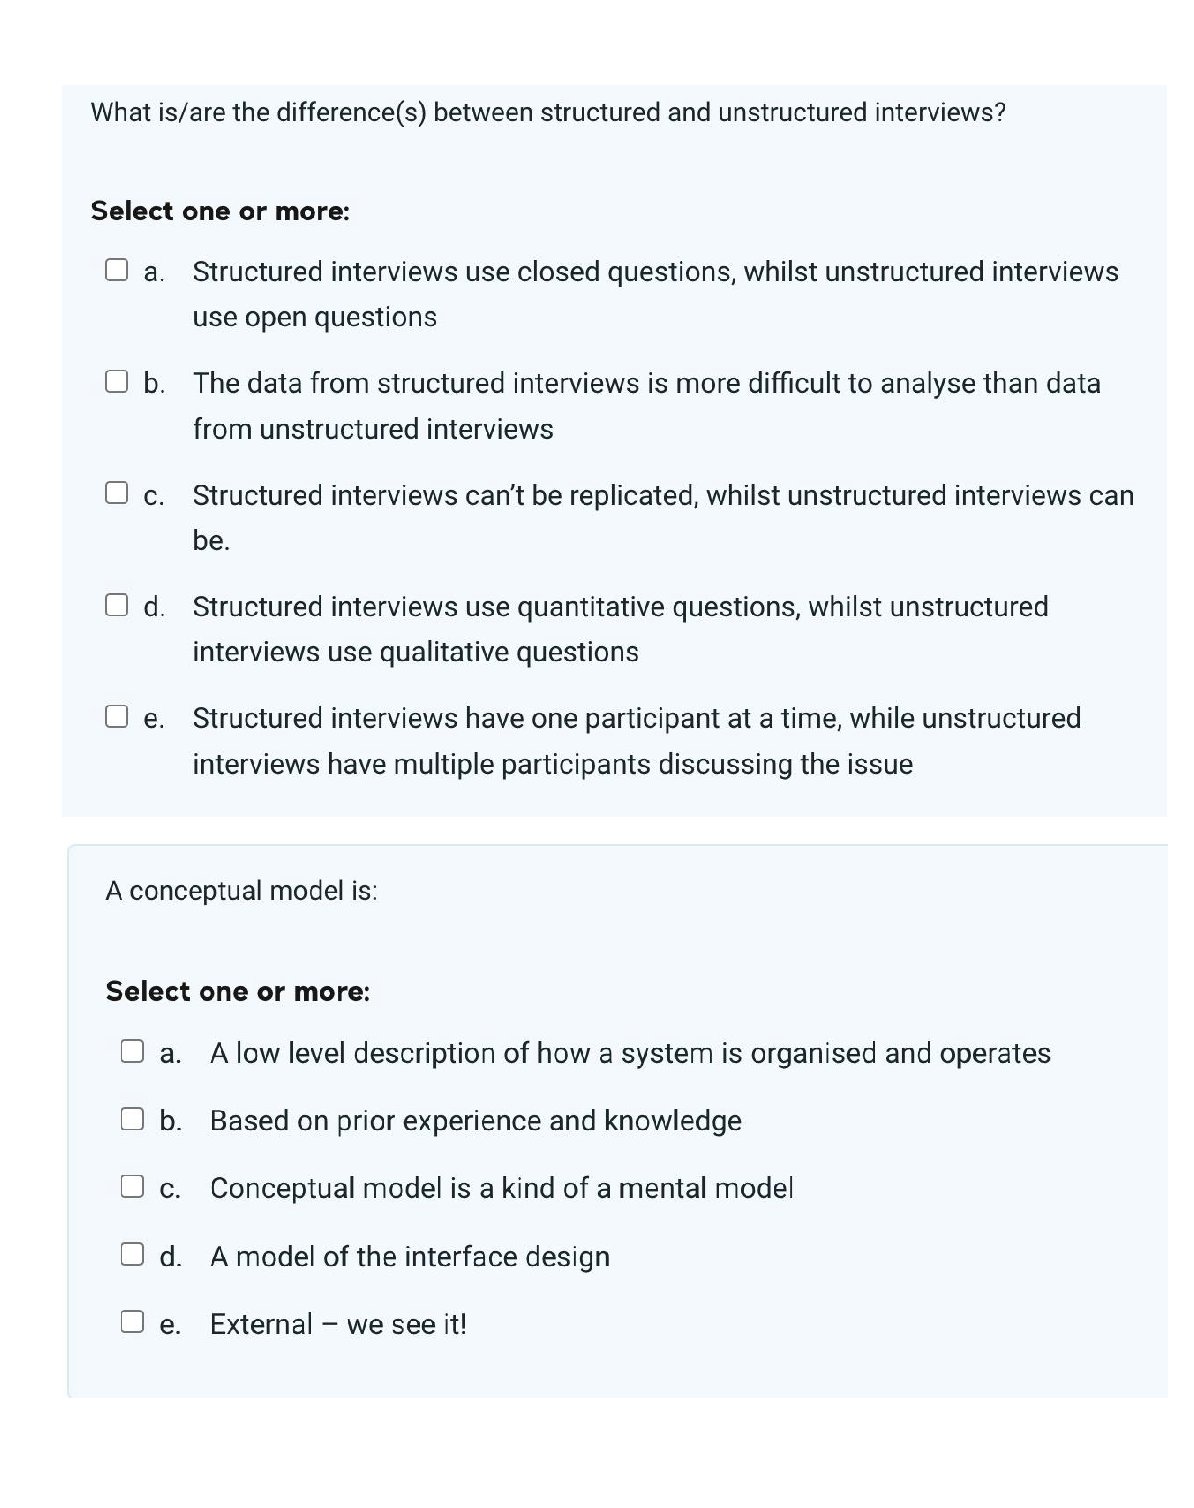 What is/are the difference(s) between structured and unstructured interviews?
Select one or more:
a. Structured interviews use closed questions, whilst unstructured interviews
use open questions
b. The data from structured interviews is more difficult to analyse than data
from unstructured interviews
c. Structured interviews can’t be replicated, whilst unstructured interviews can
be.
d. Structured interviews use quantitative questions, whilst unstructured
interviews use qualitative questions
e. Structured interviews have one participant at a time, while unstructured
interviews have multiple participants discussing the issue
A conceptual model is:
Select one or more:
a. A low level description of how a system is organised and operates
b. Based on prior experience and knowledge
c. Conceptual model is a kind of a mental model
d. A model of the interface design
e. External – we see it!